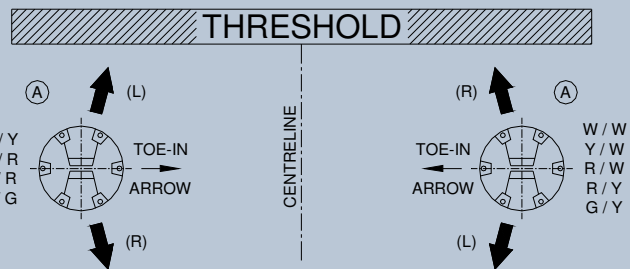 THRESHOLD
A
(L)
(R)
A
/ Y
/ R
/ R
/ G
TOE-IN
ARROW
CENTRELINE
TOE-IN
ARROW
W / W
Y / W
R / W
R / Y
G / Y
(R)
(L)